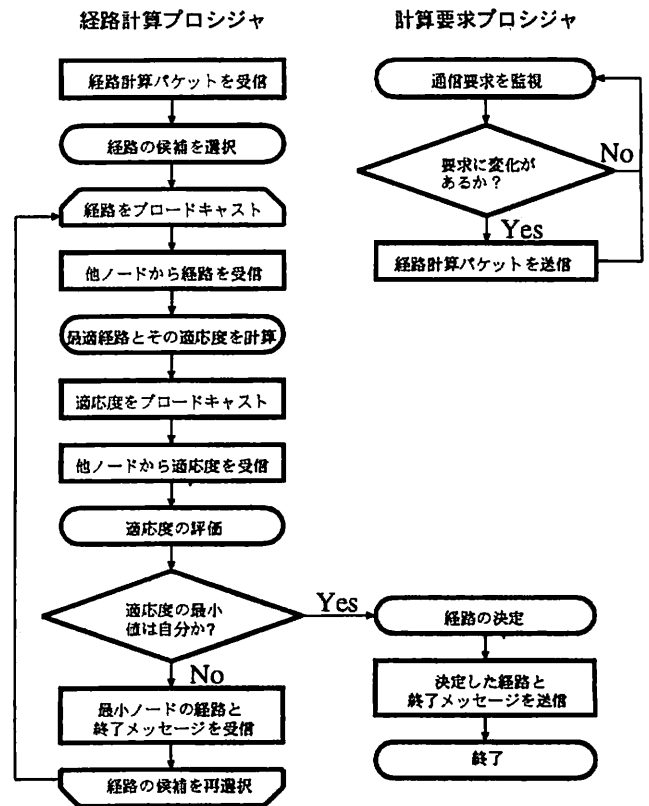 経路計算プロシジャ
経路計算パケットを受信
経路の候補を選択
経路をブロードキャスト
他ノードから経路を受信
最適経路とその適応度を計算
適応度をブロードキャスト
他ノードから適応度を受信
適応度の評価
適応度の最小
値は自分か?
Yes
No
最小ノードの経路と
終了メッセージを受信
経路の候補を再選択
経路の決定
決定した経路と
終了メッセージを送信
終了
計算要求プロシジャ
通信要求を監視
要求に変化が
あるか?
No
Yes
経路計算パケットを送信